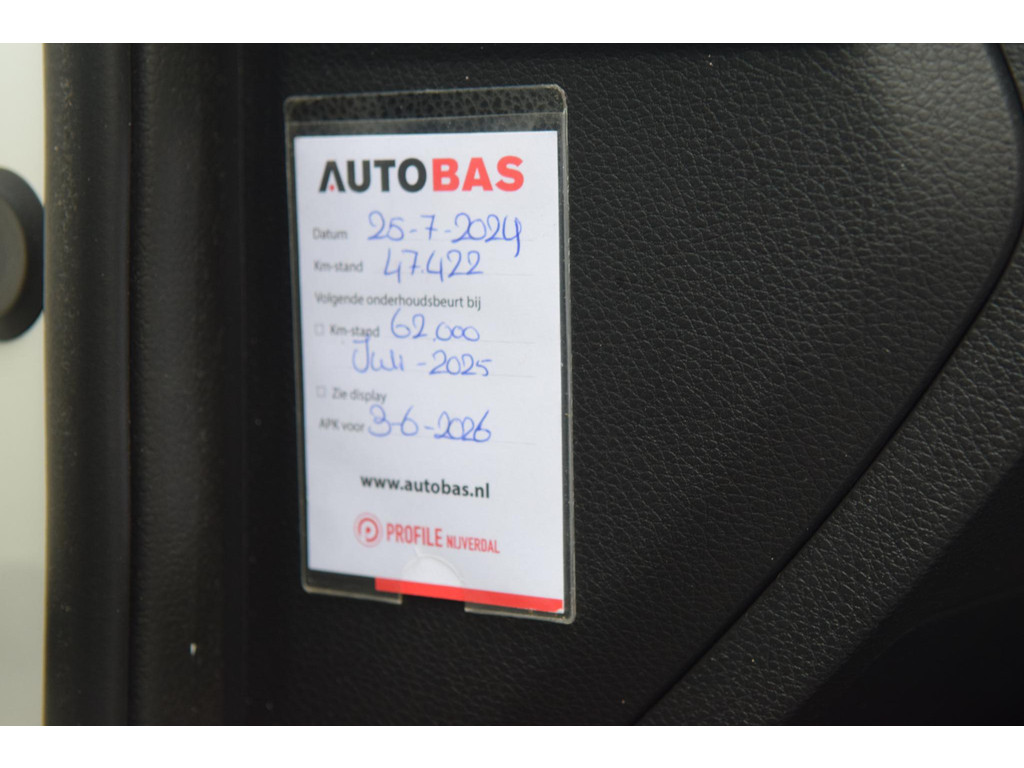 AUTOBAS
Datum 25-7-2024
Km-stand 47.422
Volgende onderhoudsbeurt bij
Km-stand 62.000
Juli - 2025
Zie display
APK voor 3-6-2026
www.autobas.nl
PROFILE NIJVERDAL